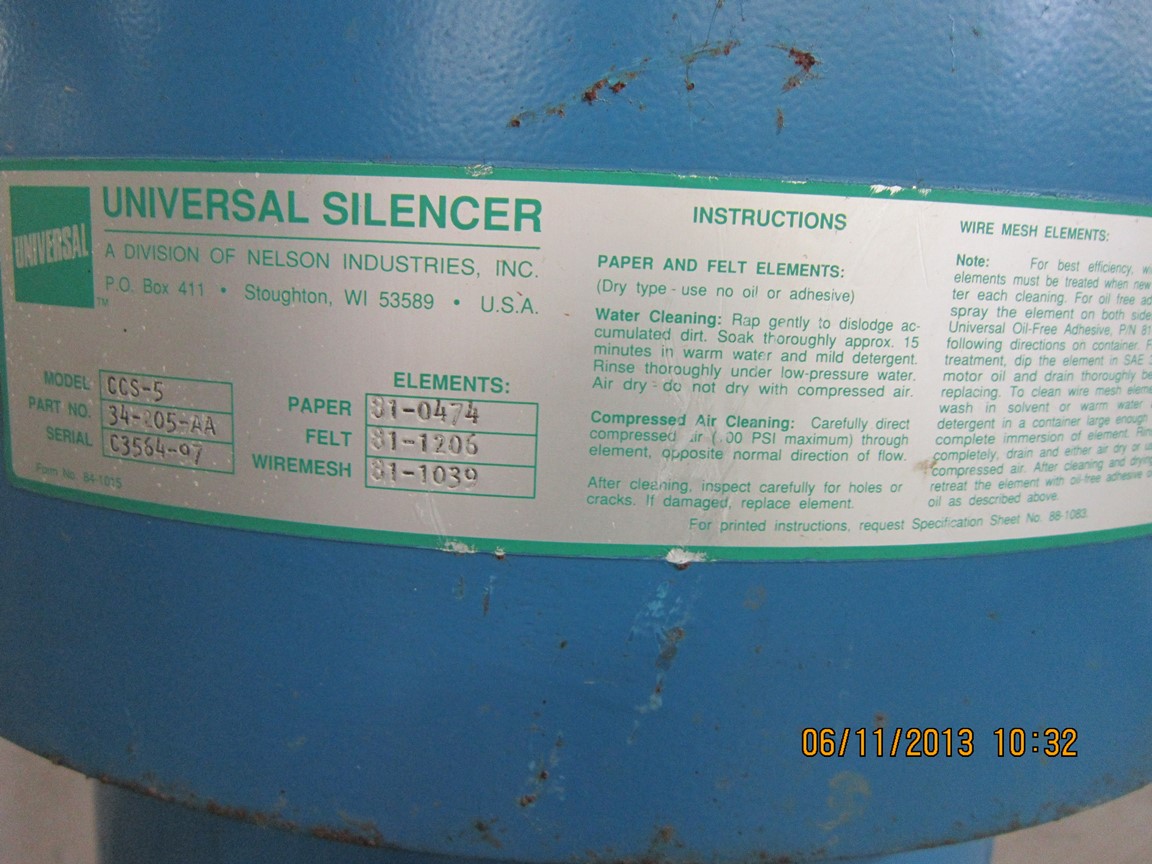 UNIVERSAL
TM
UNIVERSAL SILENCER
A DIVISION OF NELSON INDUSTRIES, INC.
P.O. Box 411 • Stoughton, WI 53589 • U.S.A.
MODEL CCS-5
PART NO.
SERIAL C3564-97
Form No. 84-1015
ELEMENTS:
PAPER 81-0474
FELT 81-1206
WIREMESH 81-1039
INSTRUCTIONS
PAPER AND FELT ELEMENTS:
(Dry type - use no oil or adhesive)
Water Cleaning: Rap gently to dislodge ac-
cumulated dirt. Soak thoroughly approx. 15
minutes in warm water and mild detergent.
Rinse thoroughly under low-pressure water.
Air dry - do not dry with compressed air.
Compressed Air Cleaning: Carefully direct
compressed air (100 PSI maximum) through
element, opposite normal direction of flow.
After cleaning, inspect carefully for holes or
cracks. If damaged, replace element.
For printed instructions, request Specification Sheet No. 88-1083.
WIRE MESH ELEMENTS:
Note: For best efficiency,
elements must be treated when new
ter each cleaning. For oil free
spray the element on both
Universal Oil-Free Adhesive, P/N
following directions on container.
treatment, dip the element in SAE
motor oil and drain thoroughly
replacing. To clean wire mesh
wash in solvent or warm water
detergent in a container large enough
complete immersion of element.
completely, drain and either air dry or
compressed air. After cleaning and
retreat the element with oil-free adhesive
oil as described above.
06/11/2013 10:32